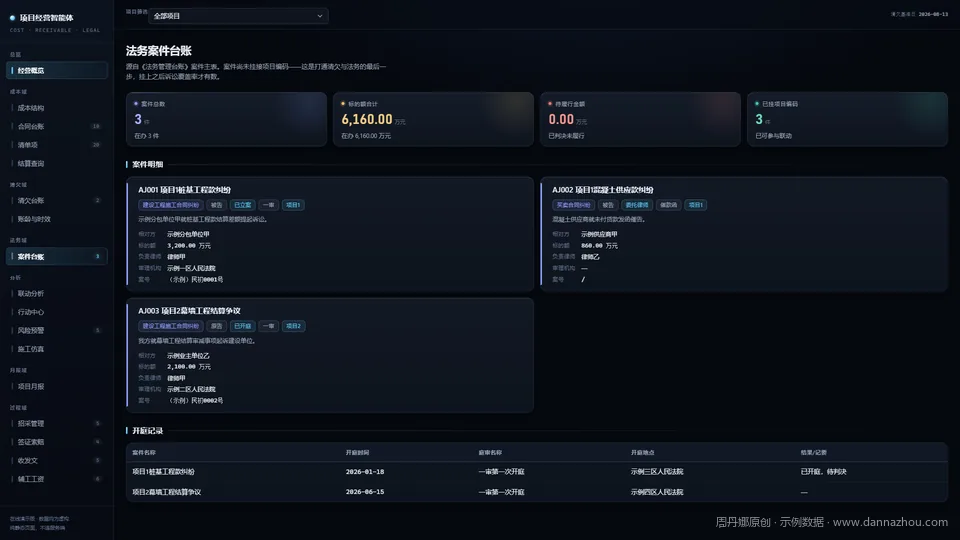 项目经营智能体
COST · RECEIVABLE · LEGAL
总览
经营概览
成本域
成本结构
合同台账 19
清单项 20
结算查询
清欠域
清欠台账 2
账龄与时效
法务域
案件台账 3
分析
联动分析
行动中心
风险预警 5
施工仿真
月报域
项目月报
过程域
招采管理 5
签证索赔
收发文
辅工工资
全部项目
2026-08-13
法务案件台账
源自《法务管理台账》案件主表。案件尚未挂接项目编码——这是打通清欠与法务的最后一
步，挂上之后诉讼覆盖率才有数。
案件总数
3 件
在办 3 件
标的额合计
6,160.00 万元
在办 6,160.00 万元
待履行金额
0.00 万元
已判决未履行
已挂项目编码
3 件
已可参与联动
案件明细
AJ001 项目1桩基工程款纠纷
建设工程施工合同纠纷 被告 已立案 一审 项目1
示例分包单位甲就桩基工程款结算差额提起诉讼。
相对方 示例分包单位甲
标的额 3,200.00 万元
负责律师 律师甲
审理机构 示例一区人民法院
案号 （示例）民初0001号
AJ002 项目1混凝土供应款纠纷
买卖合同纠纷 被告 委托律师 催款函 项目1
混凝土供应商就未付货款发函催告。
相对方 示例供应商甲
标的额 860.00 万元
负责律师 律师乙
审理机构 —
案号 /
AJ003 项目2幕墙工程结算争议
建设工程施工合同纠纷 原告 已开庭 一审 项目2
我方就幕墙工程结算审减事项起诉建设单位。
相对方 示例业主单位乙
标的额 2,100.00 万元
负责律师 律师甲
审理机构 示例二区人民法院
案号 （示例）民初0002号
开庭记录
案件名称 开庭时间 庭审名称 开庭地点 结果/记要
项目1桩基工程款纠纷 2026-01-18 一审第一次开庭 示例三区人民法院 已开庭，待判决
项目2幕墙工程结算争议 2026-06-15 一审第一次开庭 示例四区人民法院 —
周丹娜原创 · 示例数据 · www.dannazhou.com